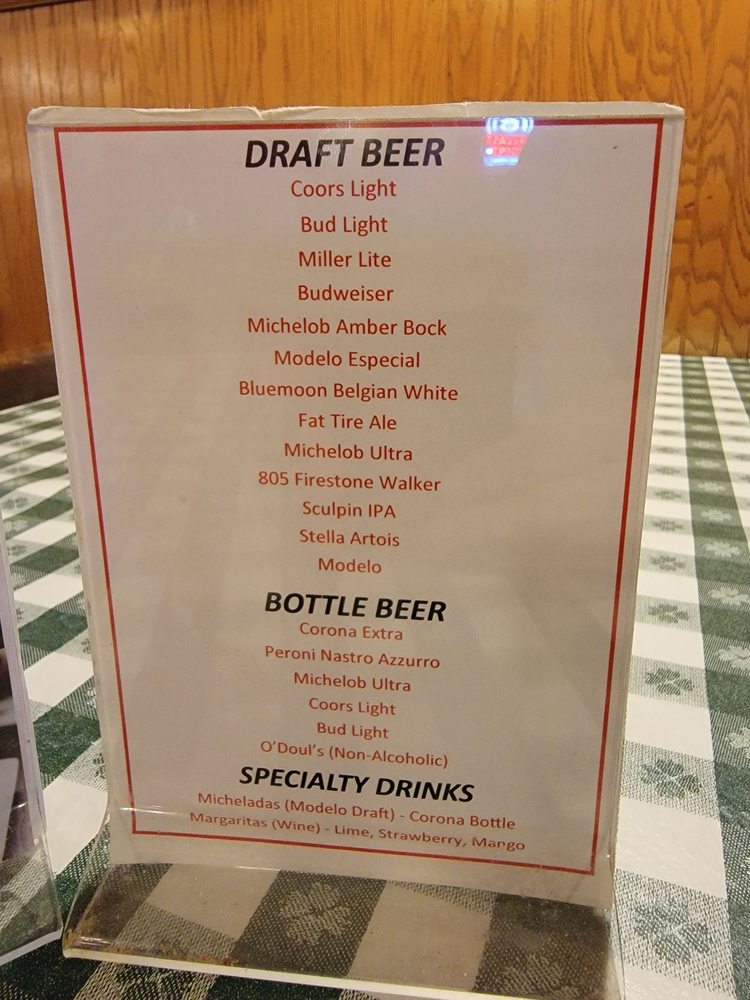 DRAFT BEER
Coors Light
Bud Light
Miller Lite
Budweiser
Michelob Amber Bock
Modelo Especial
Bluemoon Belgian White
Fat Tire Ale
Michelob Ultra
805 Firestone Walker
Sculpin IPA
Stella Artois
Modelo
BOTTLE BEER
Corona Extra
Peroni Nastro Azzurro
Michelob Ultra
Coors Light
Bud Light
O'Doul's (Non-Alcoholic)
SPECIALTY DRINKS
Micheladas (Modelo Draft) - Corona Bottle
Margaritas (Wine) - Lime, Strawberry, Mango